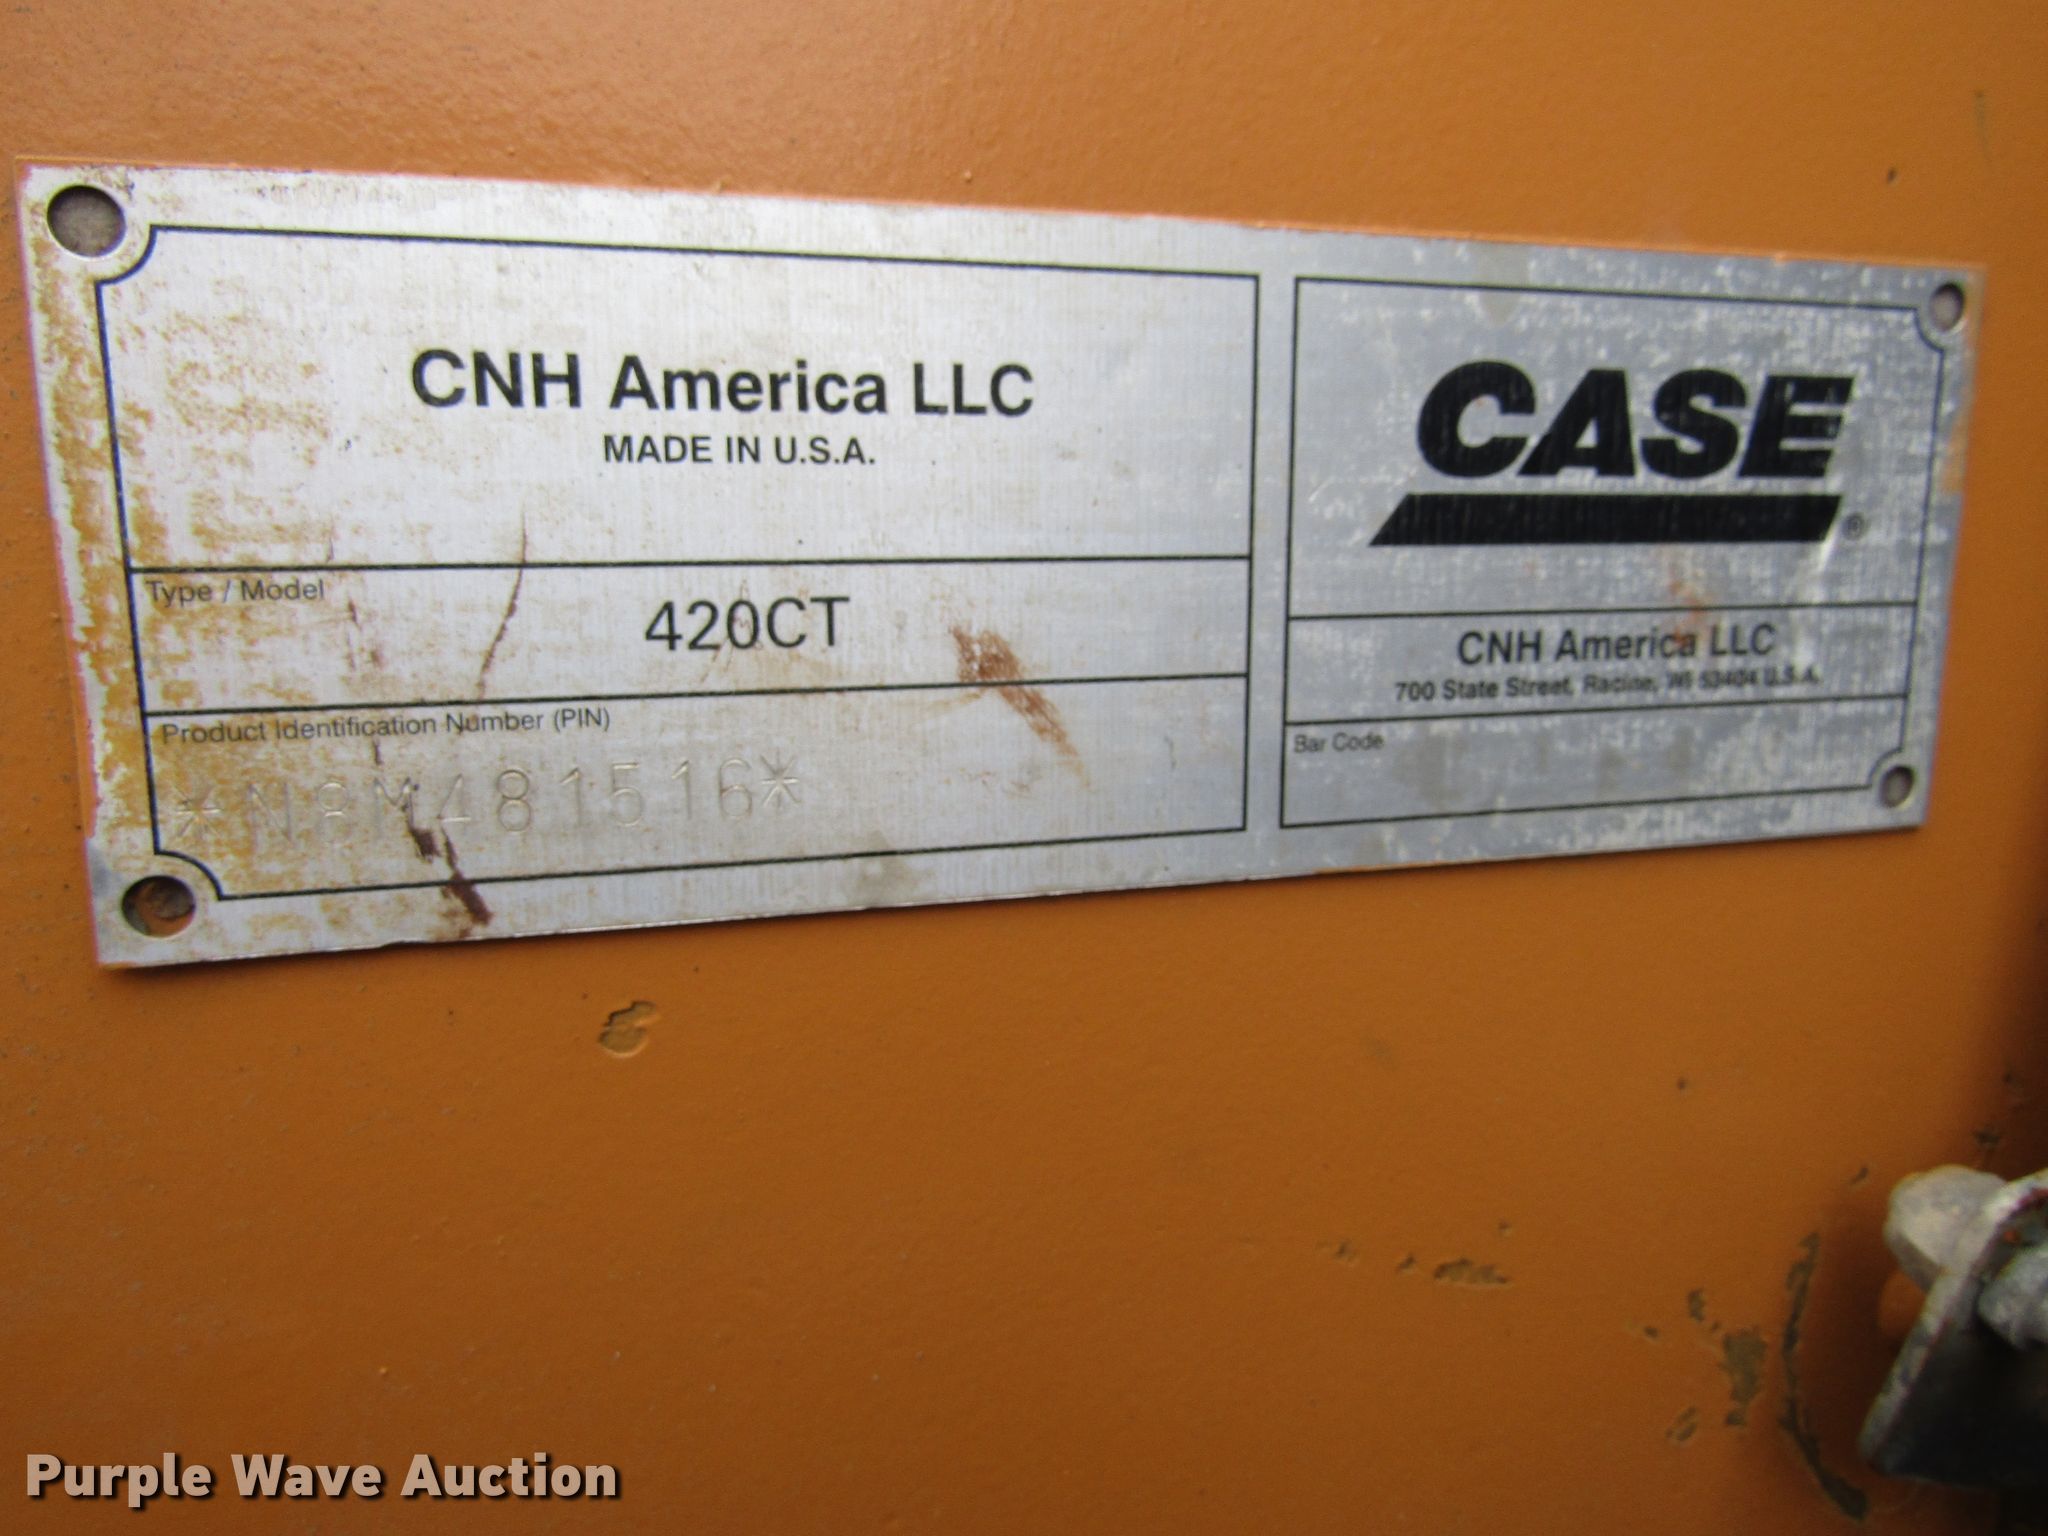 CNH America LLC
MADE IN U.S.A.
Type / Model
420CT
Product Identification Number (PIN)
*N8M481516*
CASE
®
CNH America LLC
700 State Street, Racine, WI 53404 U.S.A.
Bar Code
Purple Wave Auction